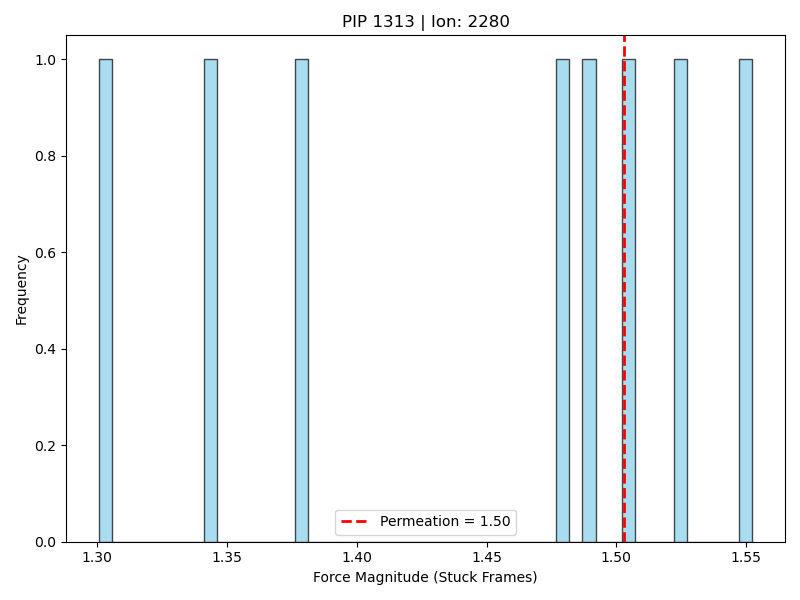 PIP 1313 | Ion: 2280
Frequency
1.0
0.8
0.6
0.4
0.2
0.0
Permeation = 1.50
1.30 1.35 1.40 1.45 1.50 1.55
Force Magnitude (Stuck Frames)